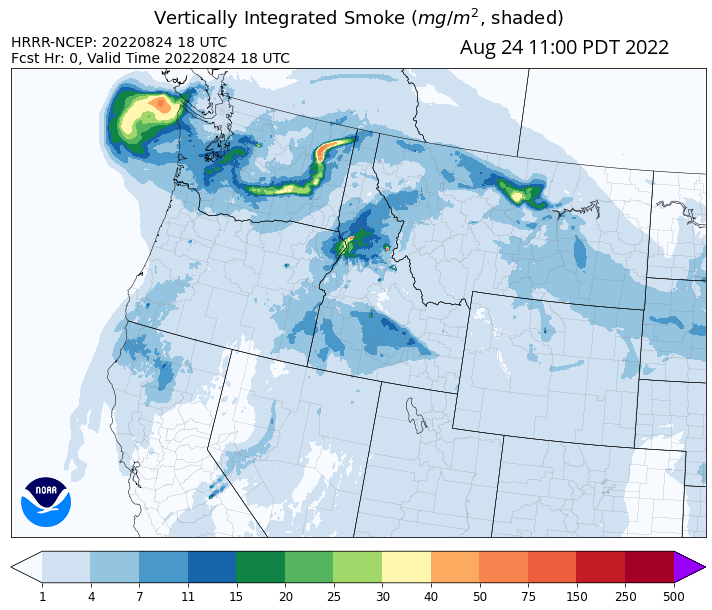 Vertically Integrated Smoke (mg/m², shaded)
HRRR-NCEP: 20220824 18 UTC
Fcst Hr: 0, Valid Time 20220824 18 UTC
Aug 24 11:00 PDT 2022
NOAA
1 4 7 11 15 20 25 30 40 50 75 150 250 500